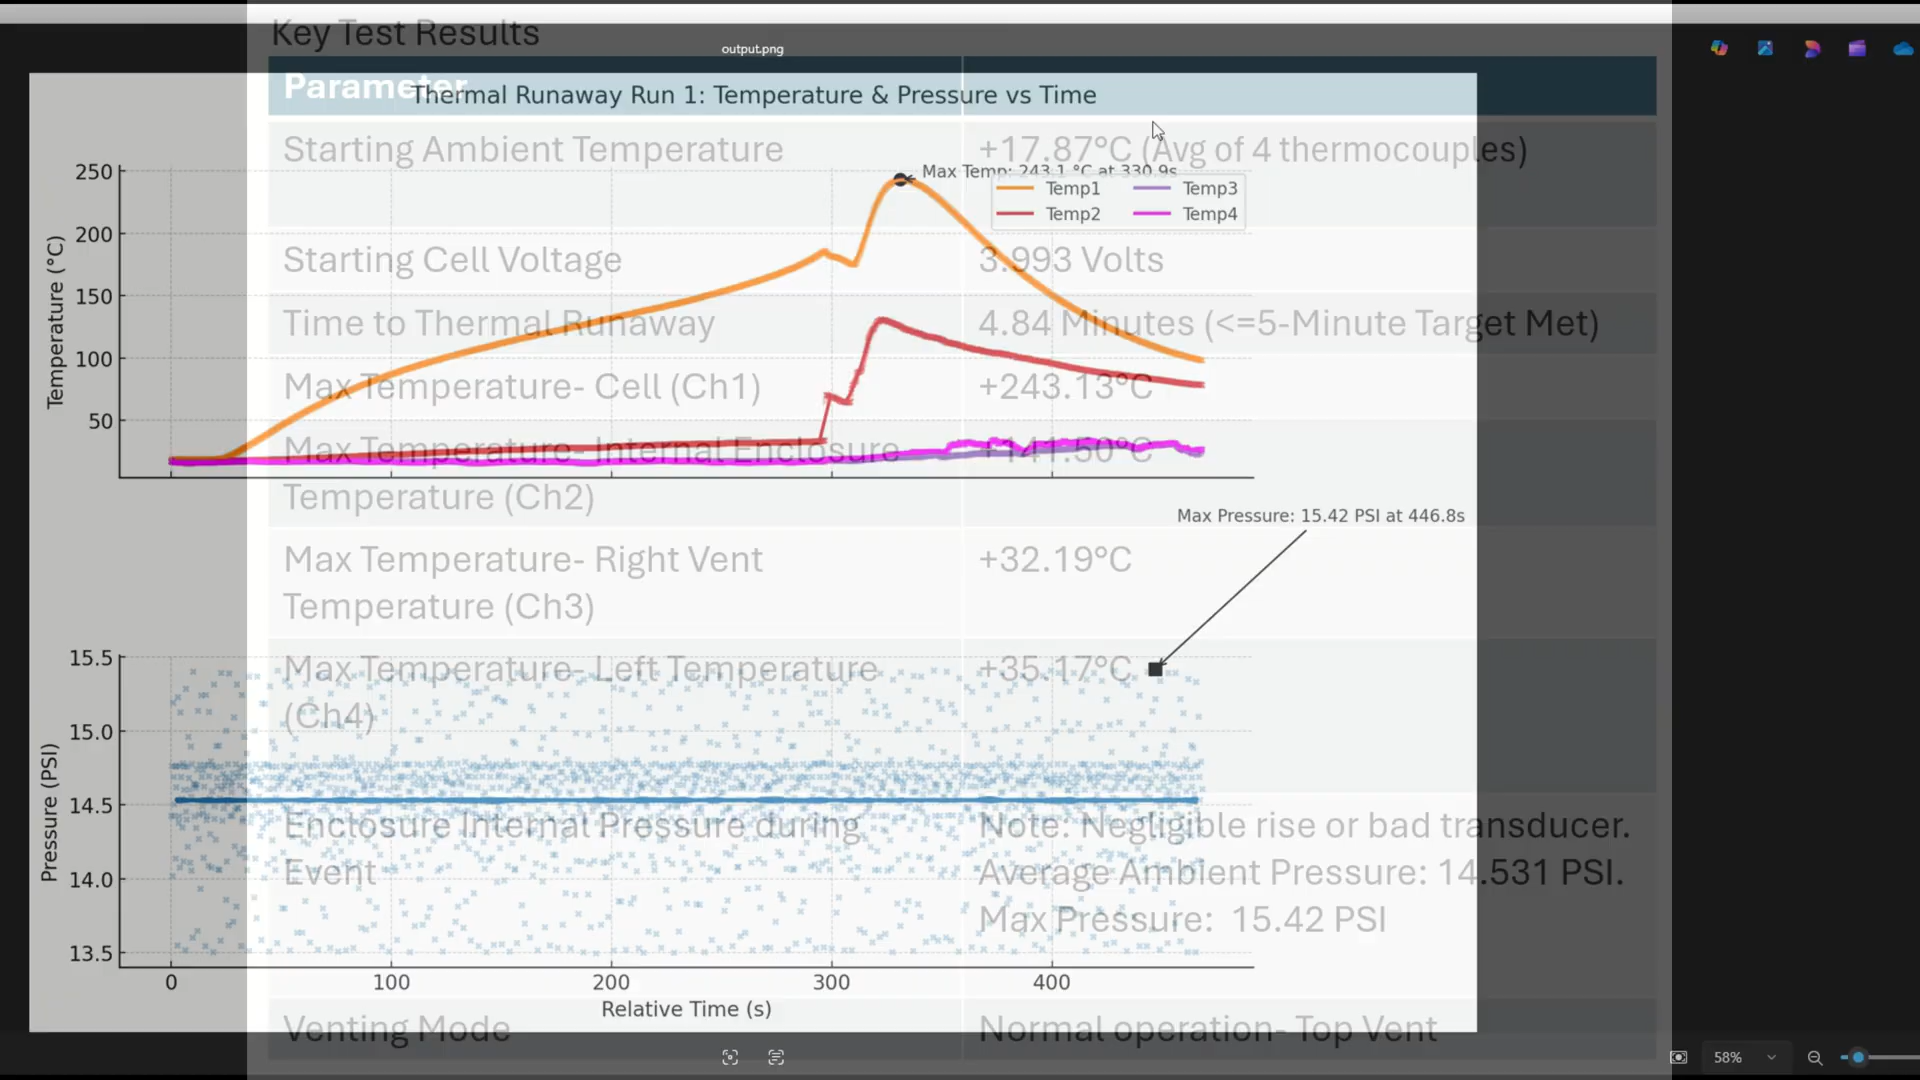 Key Test Results
output.png
Parameter
Thermal Runaway Run 1: Temperature & Pressure vs Time
Starting Ambient Temperature
+17.87°C (Avg of 4 thermocouples)
Max Temp: 243.1 °C at 330.9s
Temp1
Temp3
Temp2
Temp4
Starting Cell Voltage
3.993 Volts
Time to Thermal Runaway
4.84 Minutes (<=5-Minute Target Met)
Max Temperature- Cell (Ch1)
+243.13°C
Max Temperature- Internal Enclosure
Temperature (Ch2)
+141.50°C
Max Temperature- Right Vent
Temperature (Ch3)
+32.19°C
Max Temperature- Left Temperature
(Ch4)
+35.17°C
Enclosure Internal Pressure during
Event
Note: Negligible rise or bad transducer.
Average Ambient Pressure: 14.531 PSI.
Max Pressure: 15.42 PSI
Venting Mode
Normal operation- Top Vent
Temperature (°C)
250
200
150
100
50
Max Pressure: 15.42 PSI at 446.8s
Pressure (PSI)
15.5
15.0
14.5
14.0
13.5
0
100
200
300
400
Relative Time (s)
58%